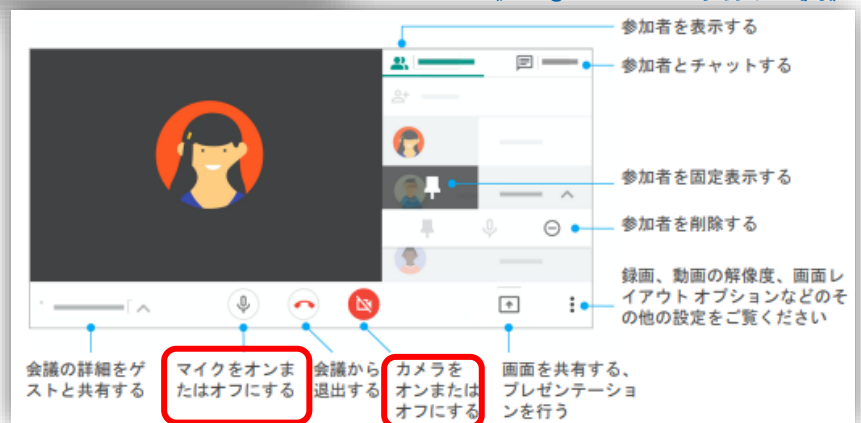 参加者を表示する
参加者とチャットする
参加者を固定表示する
参加者を削除する
録画、動画の解像度、画面レ
イアウト オプションなどのそ
の他の設定をご覧ください
会議の詳細をゲ
ストと共有する
マイクをオンま
たはオフにする
会議から
退出する
カメラを
オンまたは
オフにする
画面を共有する、
プレゼンテーショ
ンを行う